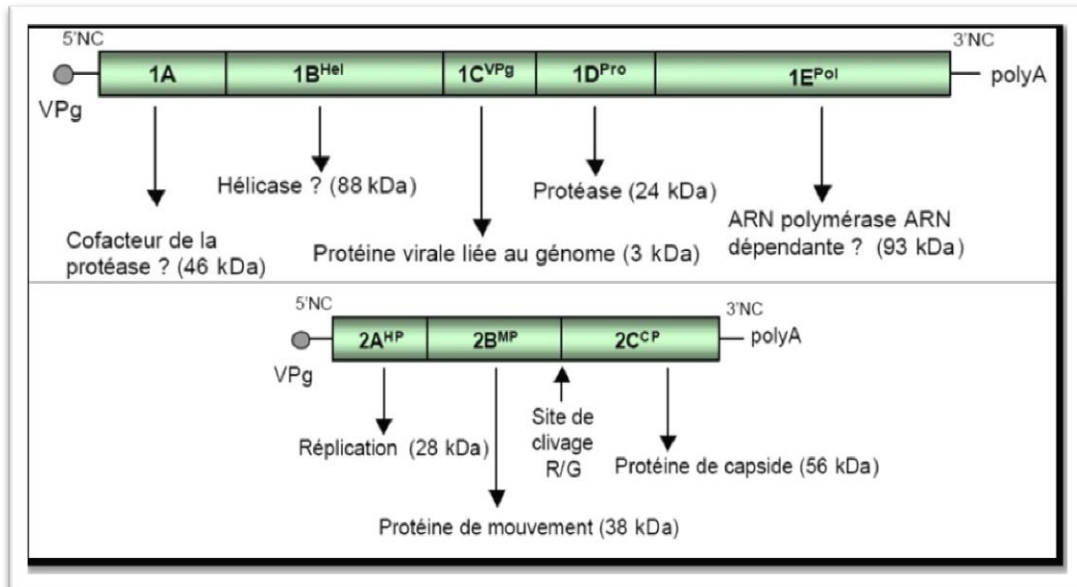 5'NC
3'NC
1A
1B^Hel
1C^VPg
1D^Pro
1E^Pol
polyA
VPg
Hélicase ? (88 kDa)
Protéase (24 kDa)
Cofacteur de la
protéase ? (46 kDa)
Protéine virale liée au génome (3 kDa)
ARN polymérase ARN
dépendante ? (93 kDa)
5'NC
3'NC
2A^HP
2B^MP
2C^CP
polyA
VPg
Réplication (28 kDa)
Site de
clivage
R/G
Protéine de capside (56 kDa)
Protéine de mouvement (38 kDa)